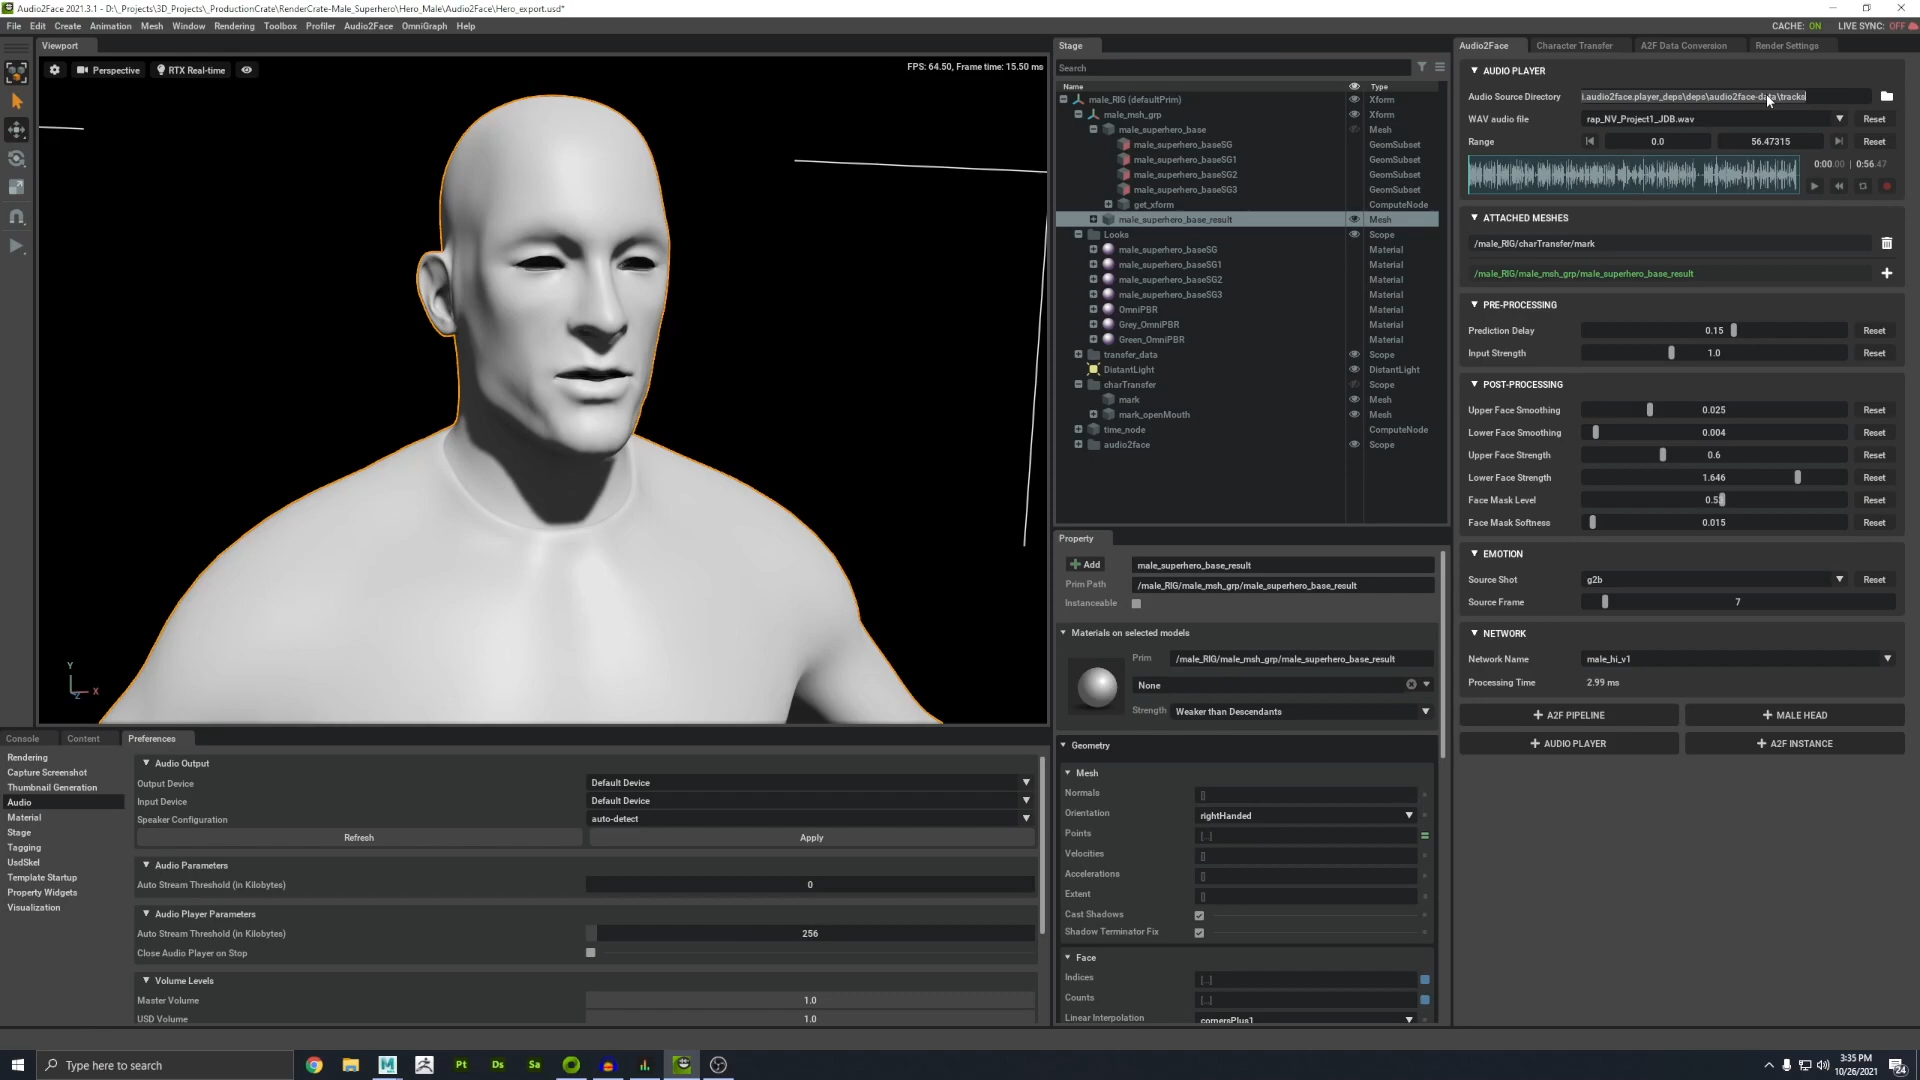 Audio2Face 2021.3.1 - D:\_Projects\3D_Projects\_ProductionCrate\RenderCrate-Male_Superhero\Hero_Male\Audio2Face\Hero_export.usd*
File Edit Create Animation Mesh Window Rendering Toolbox Profiler Audio2Face OmniGraph Help
CACHE: ON LIVE SYNC: OFF
Viewport
Perspective
RTX Real-time
FPS: 64.50, Frame time: 15.50 ms
Y
X
Z
Stage
Search
Name Type
male_RIG (defaultPrim) Xform
male_msh_grp Xform
male_superhero_base Mesh
male_superhero_baseSG GeomSubset
male_superhero_baseSG1 GeomSubset
male_superhero_baseSG2 GeomSubset
male_superhero_baseSG3 GeomSubset
get_xform ComputeNode
male_superhero_base_result Mesh
Looks Scope
male_superhero_baseSG Material
male_superhero_baseSG1 Material
male_superhero_baseSG2 Material
male_superhero_baseSG3 Material
OmniPBR Material
Grey_OmniPBR Material
Green_OmniPBR Material
transfer_data Scope
DistantLight DistantLight
charTransfer Scope
mark Mesh
mark_openMouth Mesh
time_node ComputeNode
audio2face Scope
Property
Add male_superhero_base_result
Prim Path /male_RIG/male_msh_grp/male_superhero_base_result
Instanceable
Materials on selected models
Prim /male_RIG/male_msh_grp/male_superhero_base_result
None
Strength Weaker than Descendants
Geometry
Mesh
Normals []
Orientation rightHanded
Points [...]
Velocities []
Accelerations []
Extent []
Cast Shadows
Shadow Terminator Fix
Face
Indices [...]
Counts [...]
Linear Interpolation cornersPlus1
Audio2Face Character Transfer A2F Data Conversion Render Settings
AUDIO PLAYER
Audio Source Directory i.audio2face.player_deps\deps\audio2face-data\tracks
WAV audio file rap_NV_Project1_JDB.wav Reset
Range 0.0 56.47315 Reset
0:00.00 | 0:56.47
ATTACHED MESHES
/male_RIG/charTransfer/mark
/male_RIG/male_msh_grp/male_superhero_base_result
PRE-PROCESSING
Prediction Delay 0.15 Reset
Input Strength 1.0 Reset
POST-PROCESSING
Upper Face Smoothing 0.025 Reset
Lower Face Smoothing 0.004 Reset
Upper Face Strength 0.6 Reset
Lower Face Strength 1.646 Reset
Face Mask Level Reset
Face Mask Softness 0.015 Reset
EMOTION
Source Shot g2b Reset
Source Frame 7
NETWORK
Network Name male_hi_v1
Processing Time 2.99 ms
+ A2F PIPELINE + MALE HEAD
+ AUDIO PLAYER + A2F INSTANCE
Console Content Preferences
Rendering
Capture Screenshot
Thumbnail Generation
Audio
Material
Stage
Tagging
UsdSkel
Template Startup
Property Widgets
Visualization
Audio Output
Output Device Default Device
Input Device Default Device
Speaker Configuration auto-detect
Refresh Apply
Audio Parameters
Auto Stream Threshold (in Kilobytes) 0
Audio Player Parameters
Auto Stream Threshold (in Kilobytes) 256
Close Audio Player on Stop
Volume Levels
Master Volume 1.0
USD Volume 1.0
Type here to search
M
Pt
Ds
Sa
3:35 PM
10/26/2021
24